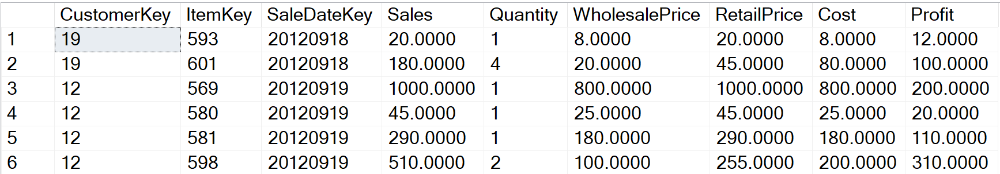 CustomerKey ItemKey SaleDateKey Sales Quantity WholesalePrice RetailPrice Cost Profit
1 19 593 20120918 20.0000 1 8.0000 20.0000 8.0000 12.0000
2 19 601 20120918 180.0000 4 20.0000 45.0000 80.0000 100.0000
3 12 569 20120919 1000.0000 1 800.0000 1000.0000 800.0000 200.0000
4 12 580 20120919 45.0000 1 25.0000 45.0000 25.0000 20.0000
5 12 581 20120919 290.0000 1 180.0000 290.0000 180.0000 110.0000
6 12 598 20120919 510.0000 2 100.0000 255.0000 200.0000 310.0000